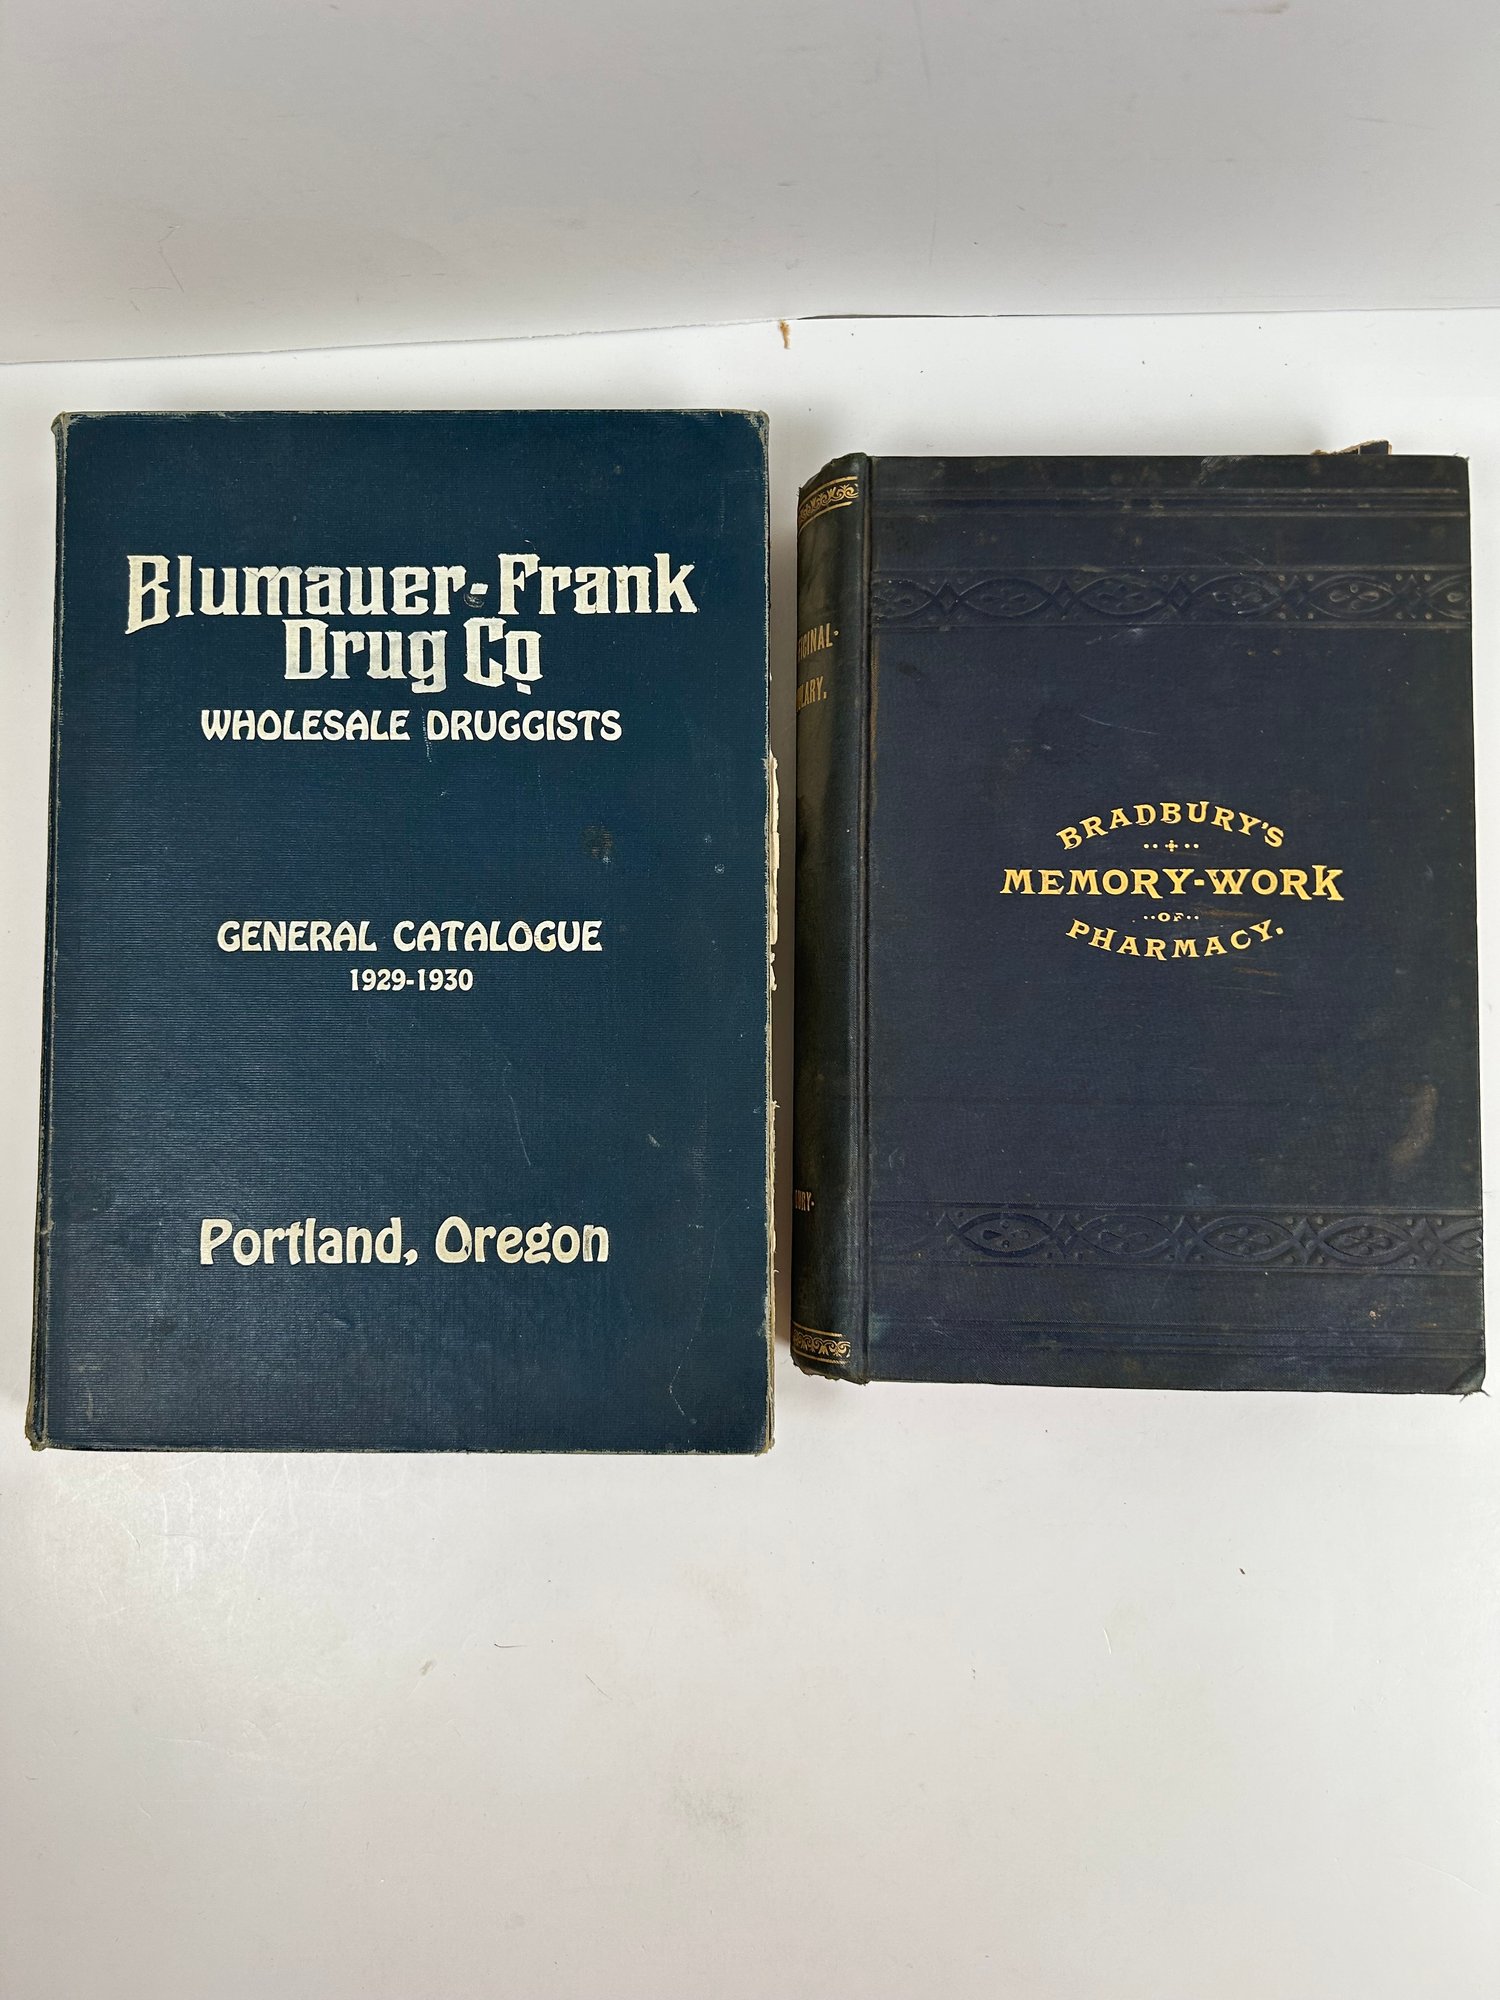 Blumauer-Frank
Drug Co.
WHOLESALE DRUGGISTS
GENERAL CATALOGUE
1929-1930
Portland, Oregon
BRADBURY'S
MEMORY-WORK
OF
PHARMACY.